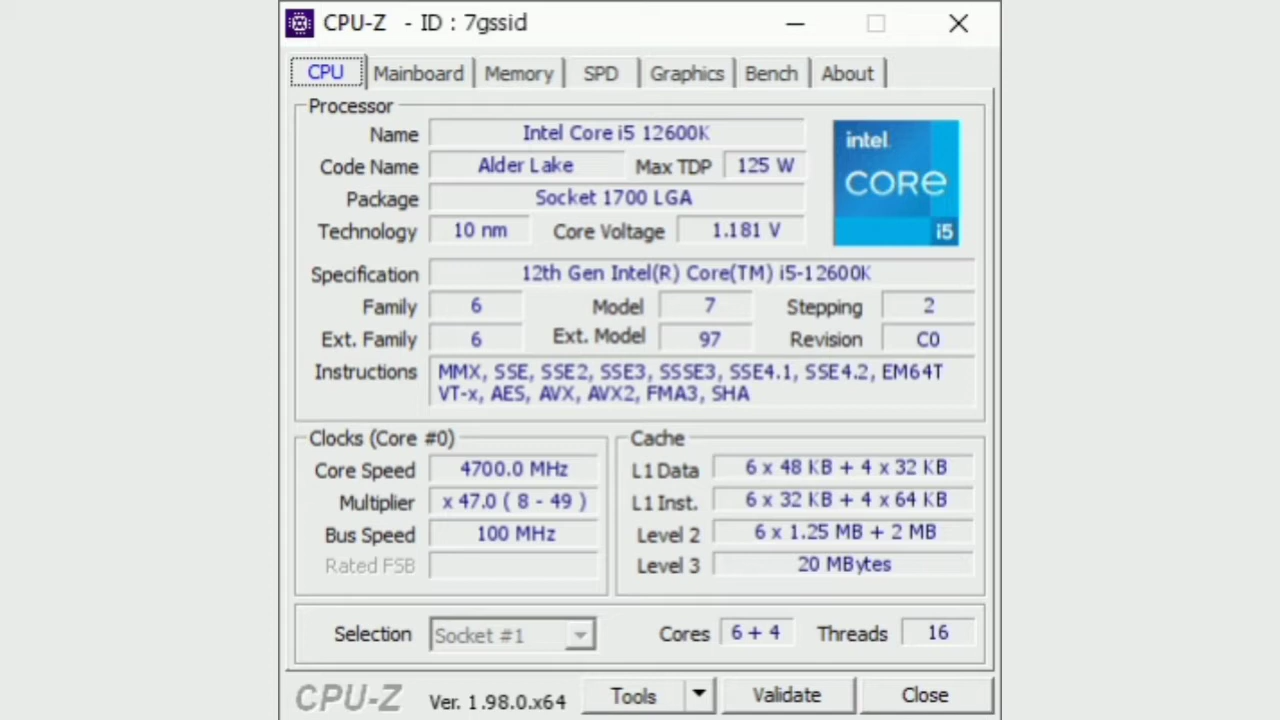 CPU-Z - ID : 7gssid
CPU Mainboard Memory SPD Graphics Bench About
Processor
Name Intel Core i5 12600K
Code Name Alder Lake Max TDP 125 W
Package Socket 1700 LGA
Technology 10 nm Core Voltage 1.181 V
intel
CORE
i5
Specification 12th Gen Intel(R) Core(TM) i5-12600K
Family 6 Model 7 Stepping 2
Ext. Family 6 Ext. Model 97 Revision C0
Instructions MMX, SSE, SSE2, SSE3, SSSE3, SSE4.1, SSE4.2, EM64T
VT-x, AES, AVX, AVX2, FMA3, SHA
Clocks (Core #0)
Core Speed 4700.0 MHz
Multiplier x 47.0 ( 8 - 49 )
Bus Speed 100 MHz
Rated FSB
Cache
L1 Data 6 x 48 KB + 4 x 32 KB
L1 Inst. 6 x 32 KB + 4 x 64 KB
Level 2 6 x 1.25 MB + 2 MB
Level 3 20 MBytes
Selection Socket #1 Cores 6 + 4 Threads 16
CPU-Z Ver. 1.98.0.x64 Tools Validate Close